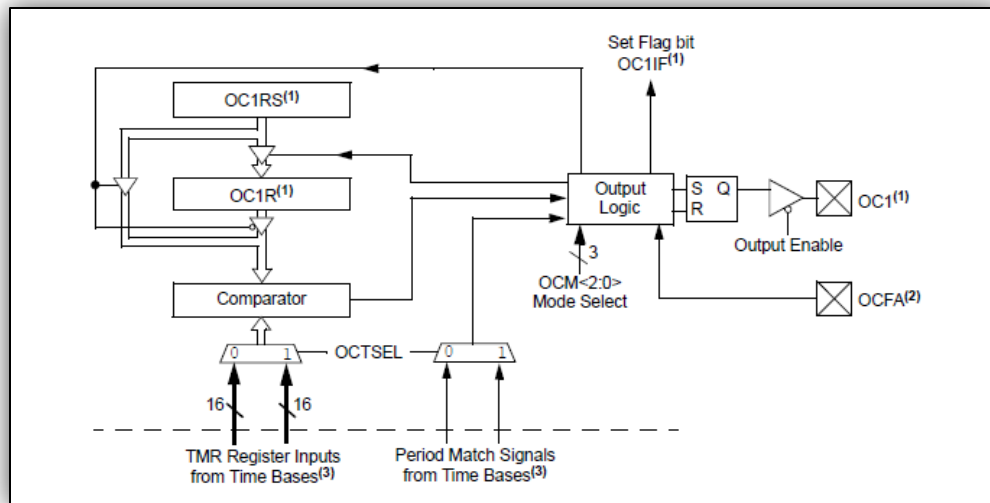 Set Flag bit
OC1IF(1)
OC1RS(1)
OC1R(1)
Output
Logic
S Q
R
OC1(1)
Output Enable
3
OCM<2:0>
Mode Select
Comparator
OCFA(2)
0 1
OCTSEL
0 1
16
16
TMR Register Inputs
from Time Bases(3)
Period Match Signals
from Time Bases(3)